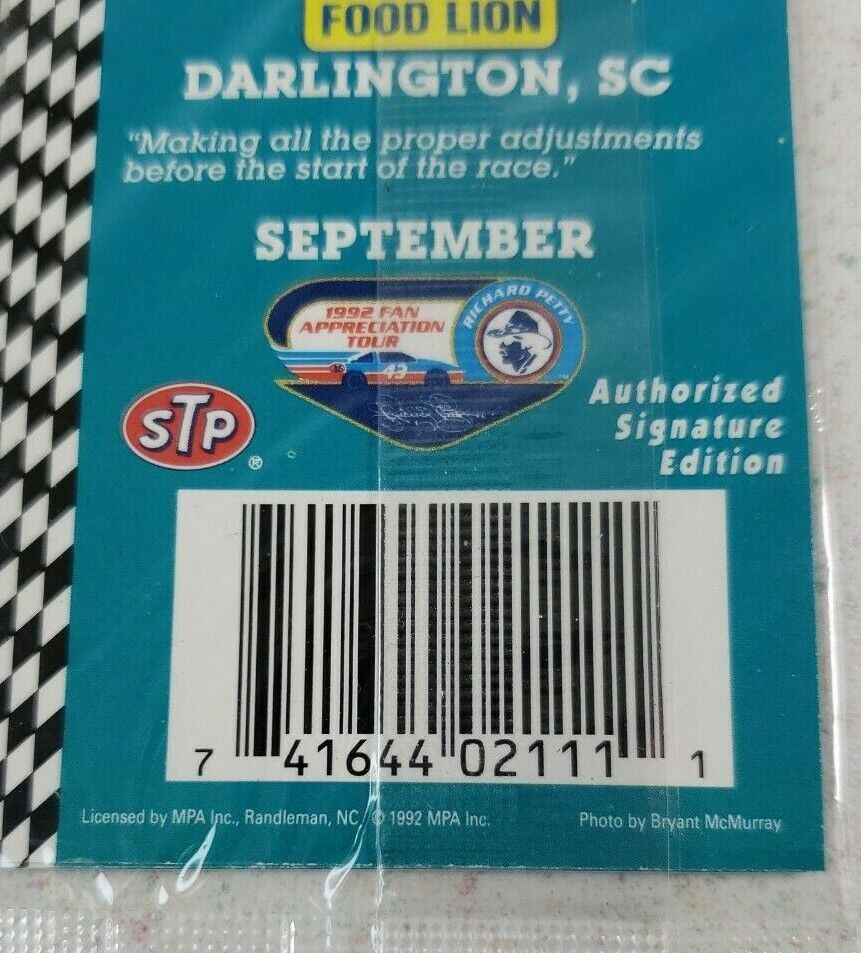 FOOD LION
DARLINGTON, SC
"Making all the proper adjustments
before the start of the race."
SEPTEMBER
1992 FAN
APPRECIATION
TOUR
RICHARD PETTY
43
STP
®
Authorized
Signature
Edition
7 41644 02111 1
Licensed by MPA Inc., Randleman, NC © 1992 MPA Inc.
Photo by Bryant McMurray